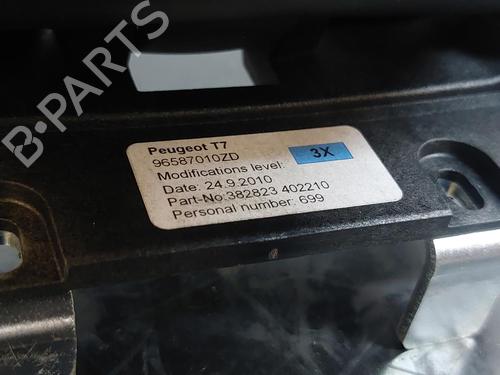 B-PARTS
Peugeot T7
96587010ZD
3X
Modifications level:
Date: 24.9.2010
Part-No:382823 402210
Personal number: 699